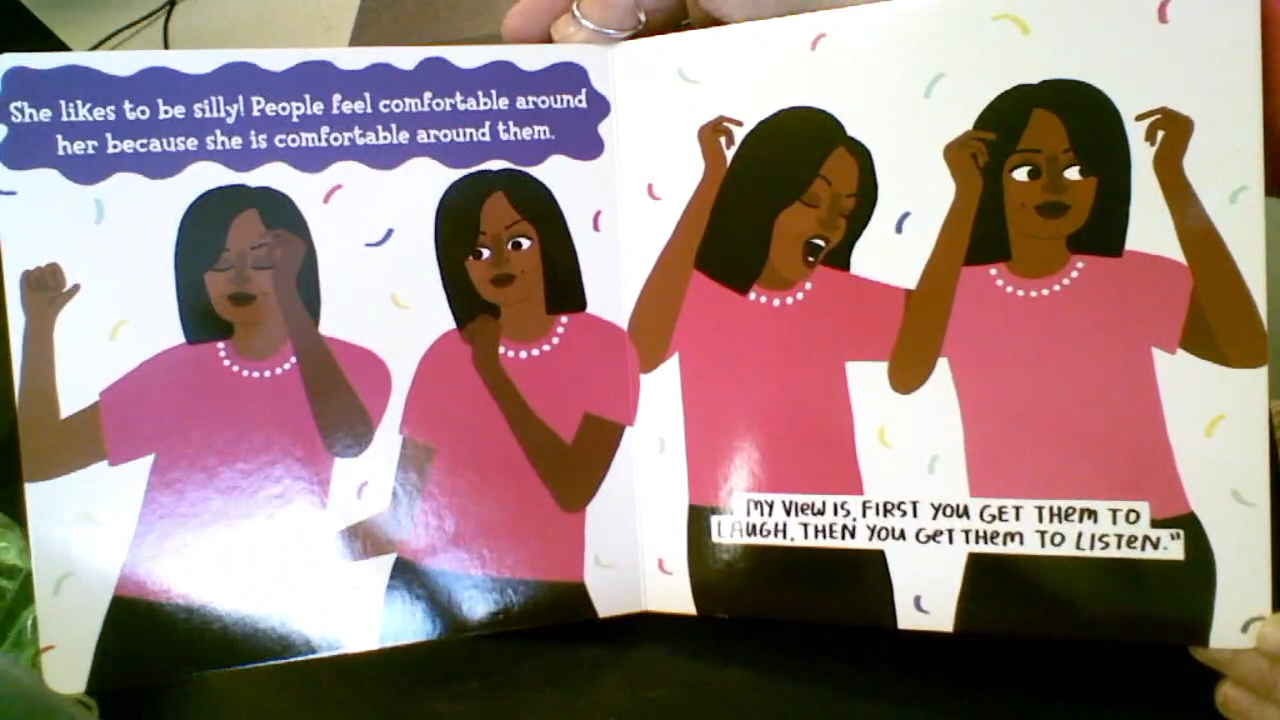 She likes to be silly! People feel comfortable around
her because she is comfortable around them.
MY VIEW IS, FIRST YOU GET THEM TO
LAUGH, THEN YOU GET THEM TO LISTEN."